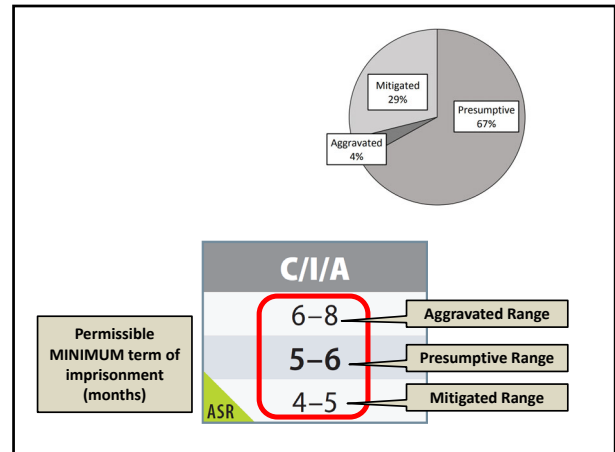 Mitigated
29%
Presumptive
67%
Aggravated
4%
C/I/A
6–8
Aggravated Range
Permissible
MINIMUM term of
imprisonment
(months)
5–6
Presumptive Range
ASR
4–5
Mitigated Range